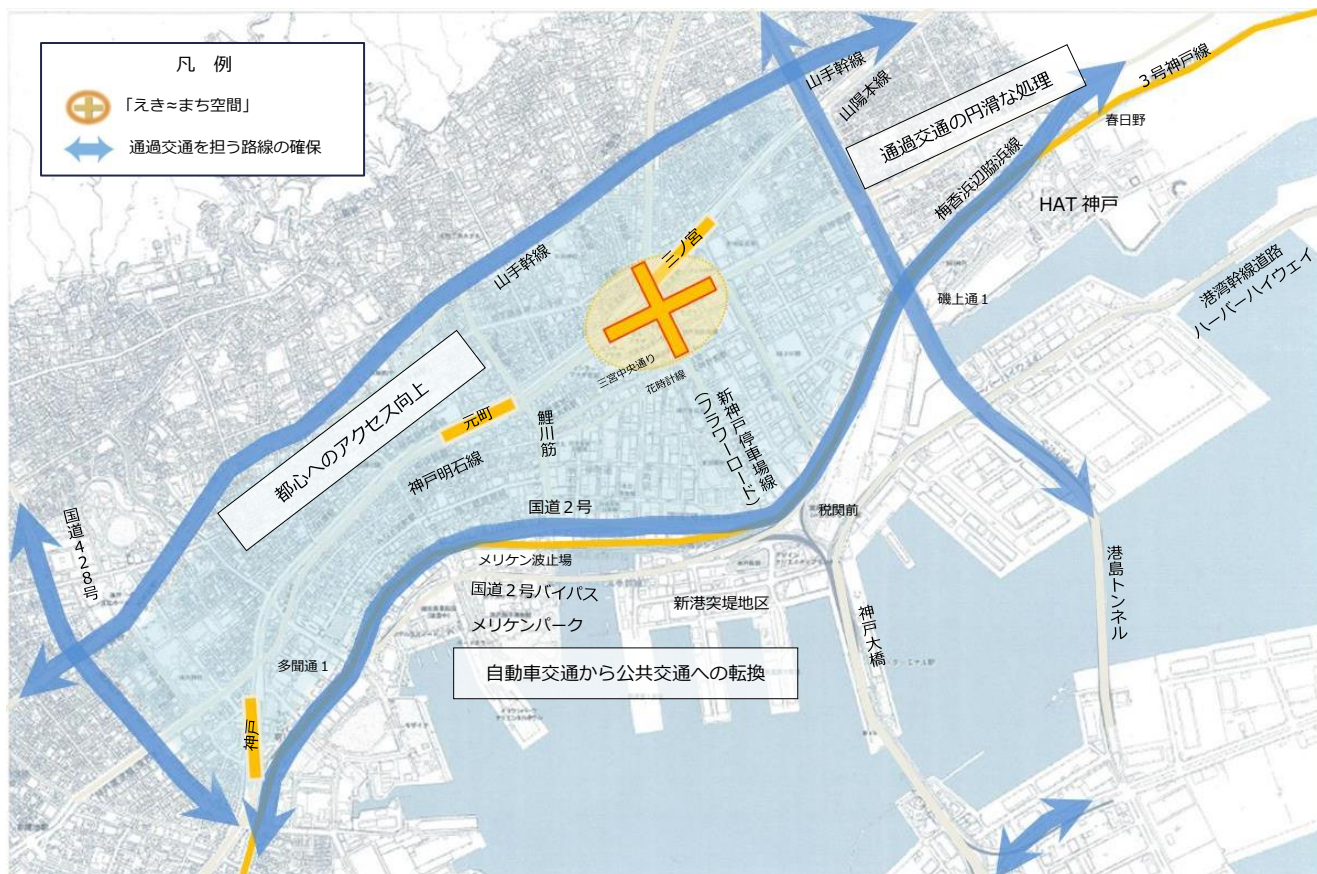 凡　例
「えき≈まち空間」
通過交通を担う路線の確保
山手幹線
山陽本線
通過交通の円滑な処理
３号神戸線
春日野
梅香浜辺脇浜線
HAT 神戸
港湾幹線道路
ハーバーハイウェイ
磯上通１
三ノ宮
山手幹線
三宮中央通り
花時計線
新神戸停車場線
（フラワーロード）
都心へのアクセス向上
元町
鯉川筋
神戸明石線
国道２号
税関前
国道４２８号
メリケン波止場
国道２号バイパス
新港突堤地区
メリケンパーク
神戸大橋
港島トンネル
多聞通１
自動車交通から公共交通への転換
神戸